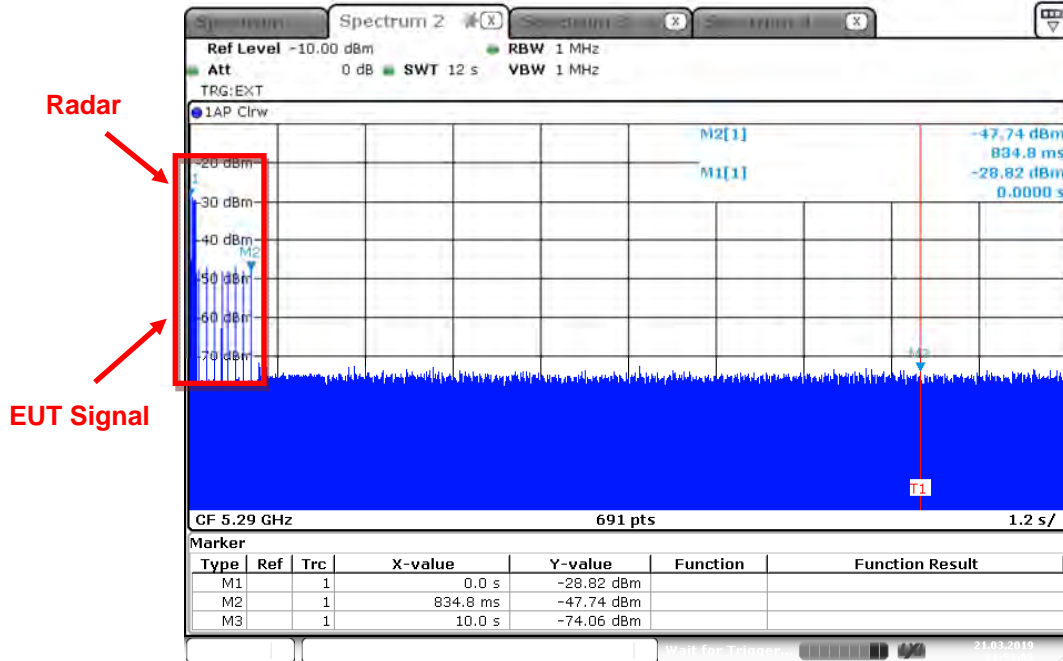 Spectrum 2 X X X
Ref Level -10.00 dBm RBW 1 MHz
Att 0 dB SWT 12 s VBW 1 MHz
TRG:EXT
1AP Clrw
Radar
M2[1] -47.74 dBm
834.8 ms
M1[1] -28.82 dBm
0.0000 s
-20 dBm
1
-30 dBm
-40 dBm
M2
-50 dBm
-60 dBm
-70 dBm
M3
EUT Signal
T1
CF 5.29 GHz 691 pts 1.2 s/
Marker
Type Ref Trc X-value Y-value Function Function Result
M1 1 0.0 s -28.82 dBm
M2 1 834.8 ms -47.74 dBm
M3 1 10.0 s -74.06 dBm
Wait for Trigger... 21.03.2019